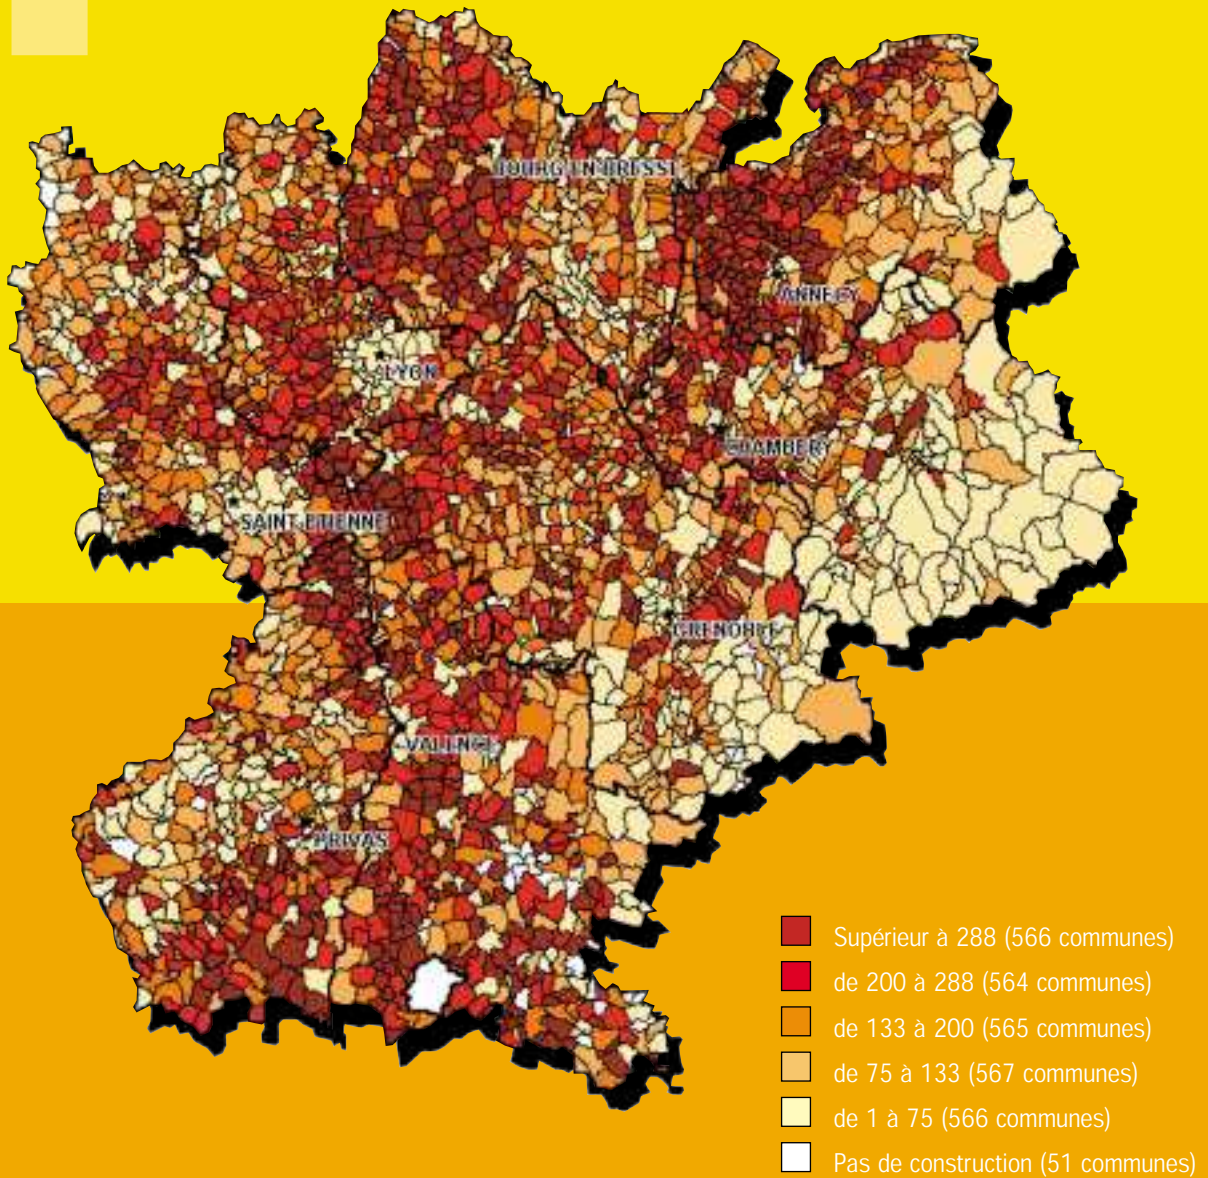 BOURG-EN-BRESSE
ANNECY
LYON
CHAMBERY
SAINT-ETIENNE
GRENOBLE
VALENCE
PRIVAS
Supérieur à 288 (566 communes)
de 200 à 288 (564 communes)
de 133 à 200 (565 communes)
de 75 à 133 (567 communes)
de 1 à 75 (566 communes)
Pas de construction (51 communes)